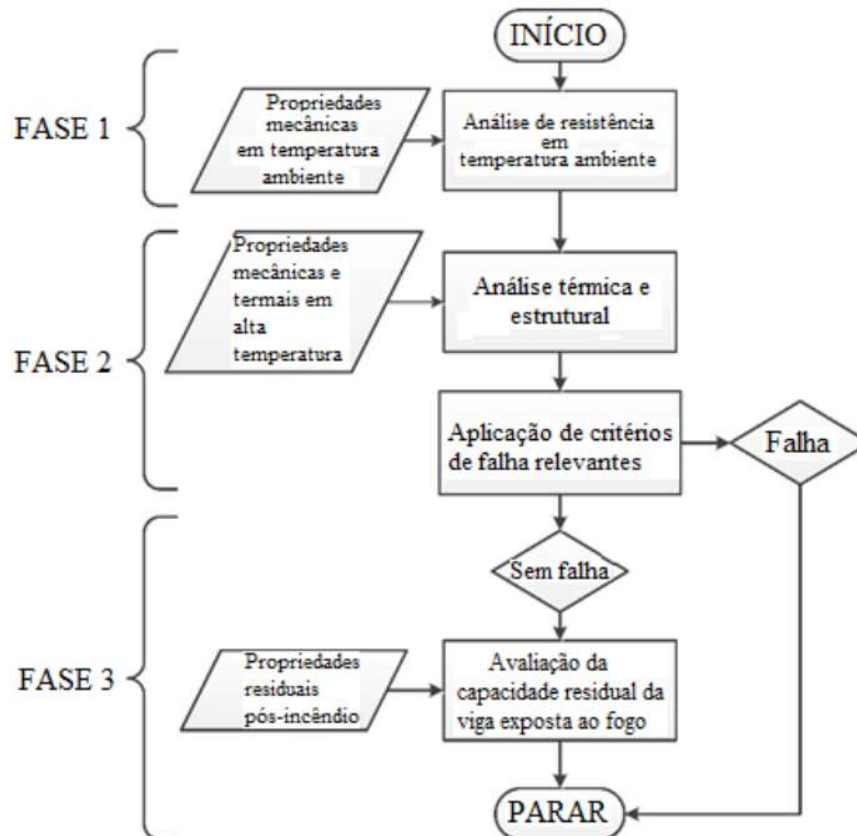 INÍCIO
FASE 1
Propriedades
mecânicas
em temperatura
ambiente
Análise de resistência
em
temperatura ambiente
FASE 2
Propriedades
mecânicas e
termais em
alta
temperatura
Análise térmica e
estrutural
Aplicação de critérios
de falha relevantes
Falha
Sem falha
FASE 3
Propriedades
residuais
pós-incêndio
Avaliação da
capacidade residual da
viga exposta ao fogo
PARAR